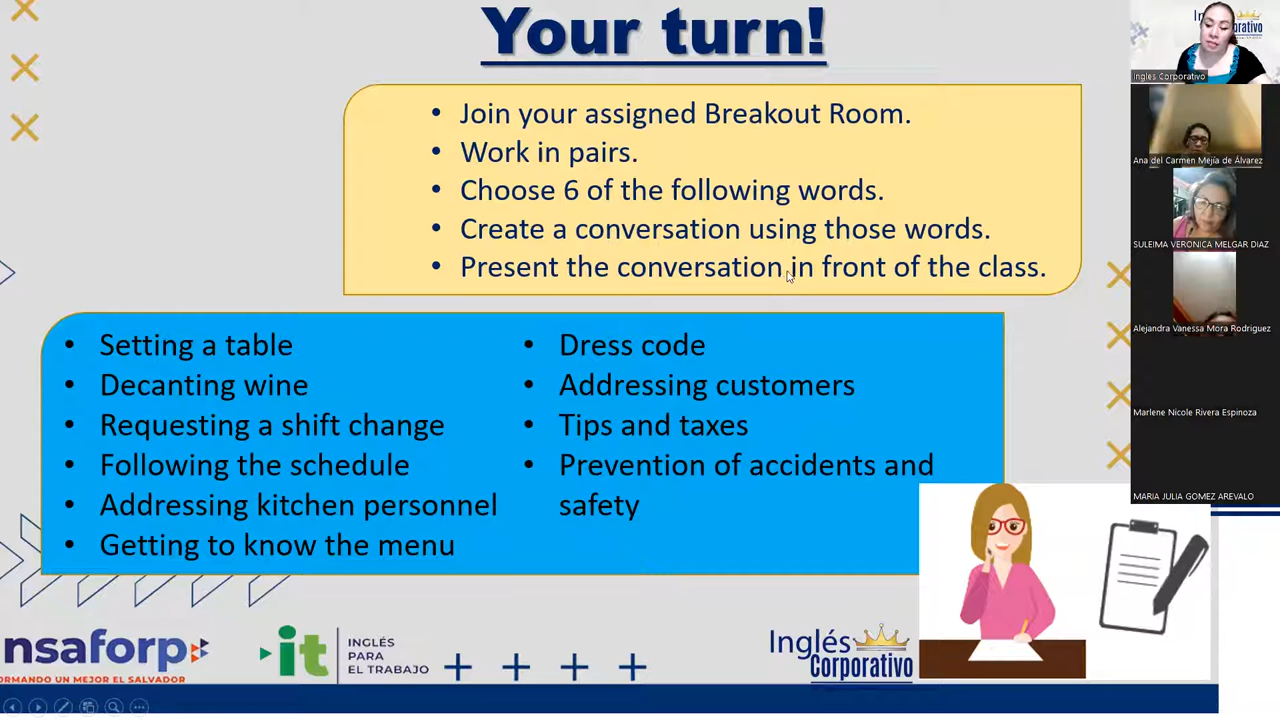 Your turn!
• Join your assigned Breakout Room.
• Work in pairs.
• Choose 6 of the following words.
• Create a conversation using those words.
• Present the conversation in front of the class.
• Setting a table
• Decanting wine
• Requesting a shift change
• Following the schedule
• Addressing kitchen personnel
• Getting to know the menu
• Dress code
• Addressing customers
• Tips and taxes
• Prevention of accidents and
safety
nsaforp
ORMANDO UN MEJOR EL SALVADOR
it
INGLÉS
PARA
EL TRABAJO
Inglés
Corporativo
Inglés Corporativo
Ana del Carmen Mejía de Álvarez
SULEIMA VERONICA MELGAR DIAZ
Alejandra Vanessa Mora Rodriguez
Marlene Nicole Rivera Espinoza
MARIA JULIA GOMEZ AREVALO